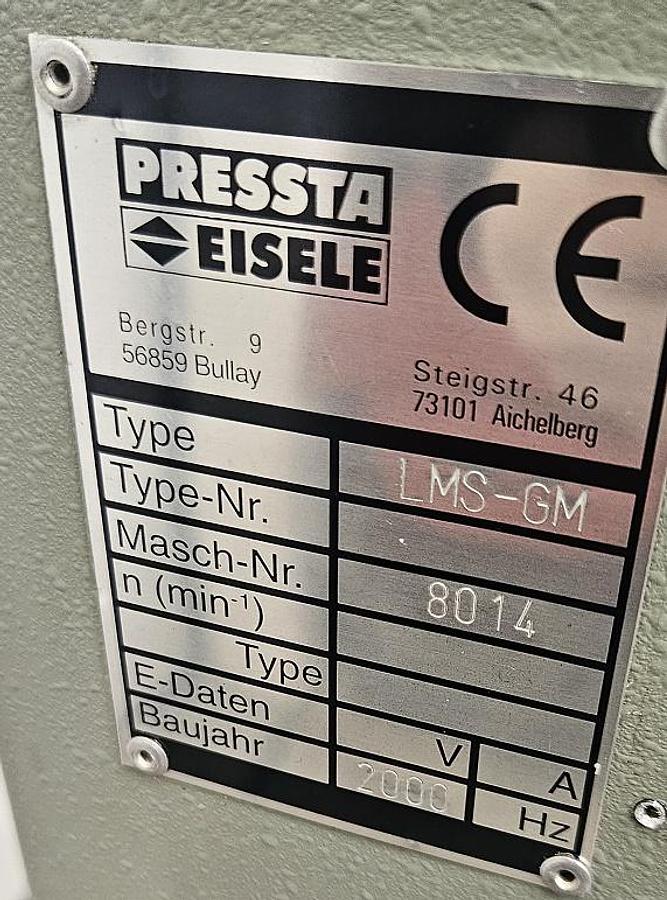 PRESSTA
EISELE
CE
Bergstr. 9
56859 Bullay
Steigstr. 46
73101 Aichelberg
Type LMS-GM
Type-Nr.
Masch-Nr. 8014
n (min-1)
Type
E-Daten V A
Baujahr 2000 Hz